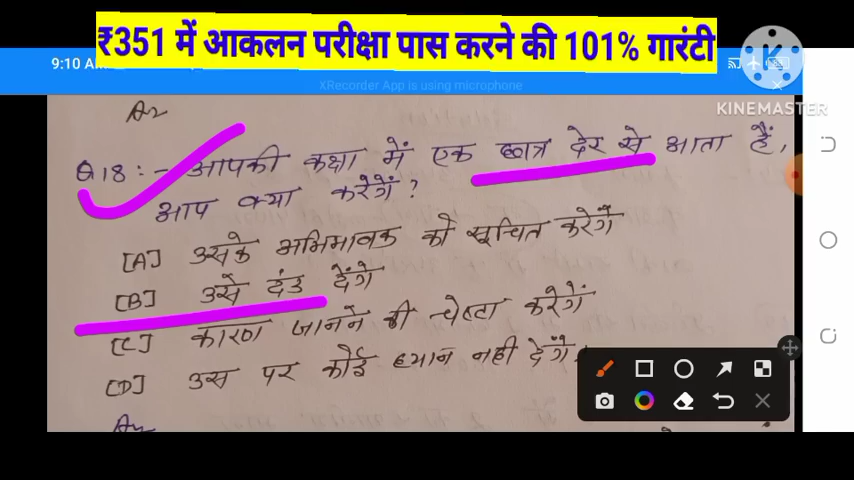 ₹351 में आकलन परीक्षा पास करने की 101% गारंटी
9:10 AM
XRecorder App is using microphone
KINEMASTER
Q18:- आपकी कक्षा में एक छात्र देर से आता हैं,
आप क्या करेगें?
[A] उसके अभिभावक को सूचित करेगें
[B] उसे दंड देंगे
[C] कारण जानने की चेष्टा करेगें
[D] उस पर कोई ध्यान नही देंगे